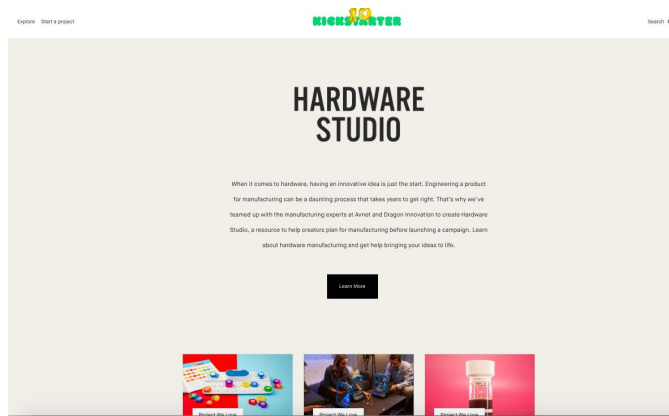 Explore Start a project
10
KICKSTARTER
Search
HARDWARE
STUDIO
When it comes to hardware, having an innovative idea is just the start. Engineering a product
for manufacturing can be a daunting process that takes years to get right. That's why we've
teamed up with the manufacturing experts at Avnet and Dragon Innovation to create Hardware
Studio, a resource to help creators plan for manufacturing before launching a campaign. Learn
about hardware manufacturing and get help bringing your ideas to life.
Learn More
Project We Love
Project We Love
Project We Love